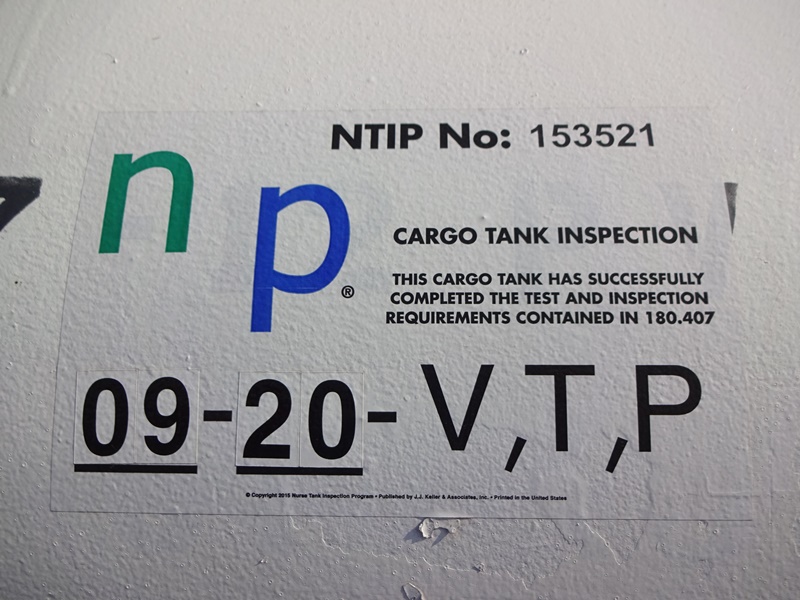 NTIP No: 153521
n p ®
CARGO TANK INSPECTION
THIS CARGO TANK HAS SUCCESSFULLY
COMPLETED THE TEST AND INSPECTION
REQUIREMENTS CONTAINED IN 180.407
09-20-V,T,P
© Copyright 2015 Nurse Tank Inspection Program • Published by J.J. Keller & Associates, Inc. • Printed in the United States